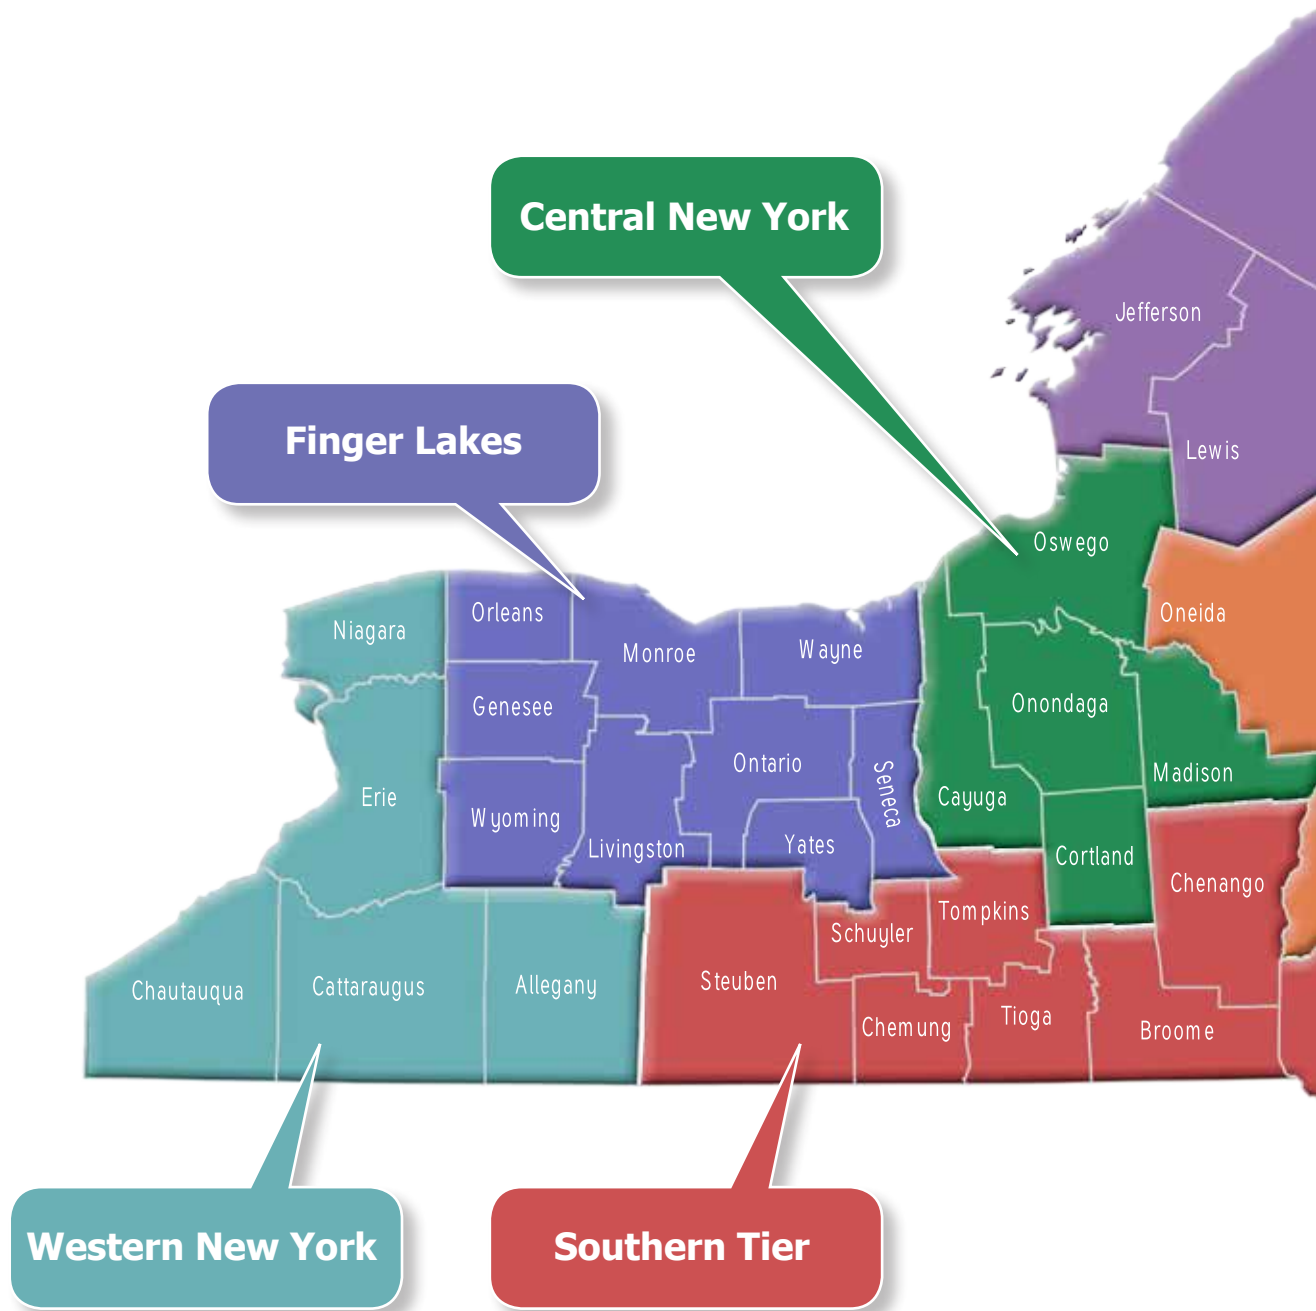 Central New York
Jefferson
Finger Lakes
Lewis
Oswego
Orleans
Oneida
Niagara
Monroe
Wayne
Genesee
Onondaga
Ontario
Seneca
Madison
Erie
Cayuga
Wyoming
Livingston
Yates
Cortland
Chenango
Tompkins
Schuyler
Steuben
Allegany
Cattaraugus
Chautauqua
Chemung
Tioga
Broome
Western New York
Southern Tier